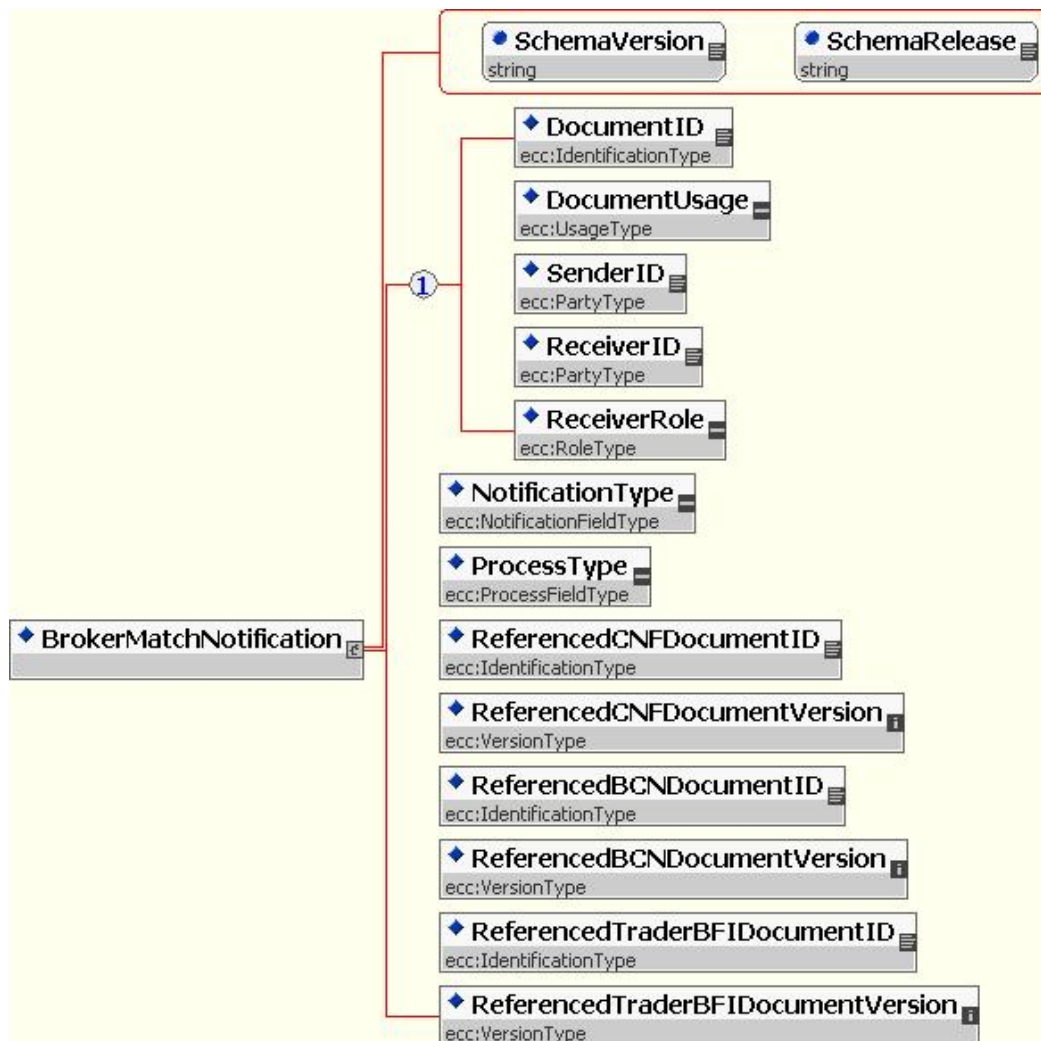 SchemaVersion
string
SchemaRelease
string
DocumentID
ecc:IdentificationType
DocumentUsage
ecc:UsageType
SenderID
ecc:PartyType
1
ReceiverID
ecc:PartyType
ReceiverRole
ecc:RoleType
NotificationType
ecc:NotificationFieldType
ProcessType
ecc:ProcessFieldType
BrokerMatchNotification
ReferencedCNFDocumentID
ecc:IdentificationType
ReferencedCNFDocumentVersion
ecc:VersionType
ReferencedBCNDocumentID
ecc:IdentificationType
ReferencedBCNDocumentVersion
ecc:VersionType
ReferencedTraderBFIDocumentID
ecc:IdentificationType
ReferencedTraderBFIDocumentVersion
ecc:VersionType